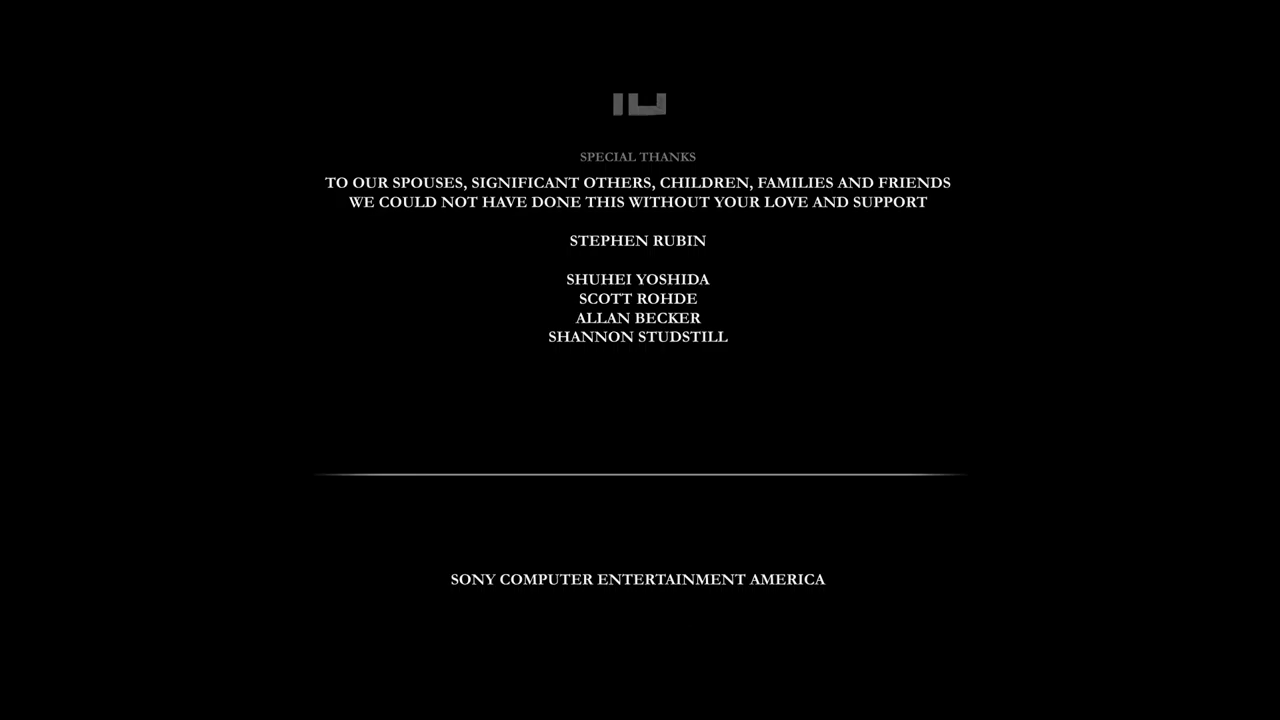 SPECIAL THANKS
TO OUR SPOUSES, SIGNIFICANT OTHERS, CHILDREN, FAMILIES AND FRIENDS
WE COULD NOT HAVE DONE THIS WITHOUT YOUR LOVE AND SUPPORT
STEPHEN RUBIN
SHUHEI YOSHIDA
SCOTT ROHDE
ALLAN BECKER
SHANNON STUDSTILL
SONY COMPUTER ENTERTAINMENT AMERICA